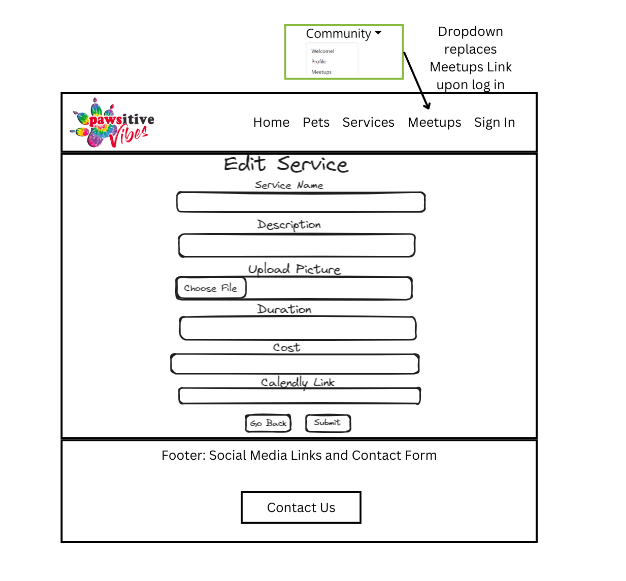 Community
Welcome!
Profile
Meetups
Dropdown
replaces
Meetups Link
upon log in
pawsitive
Vibes
Home Pets Services Meetups Sign In
Edit Service
Service Name
Description
Upload Picture
Choose File
Duration
Cost
Calendly Link
Go Back Submit
Footer: Social Media Links and Contact Form
Contact Us